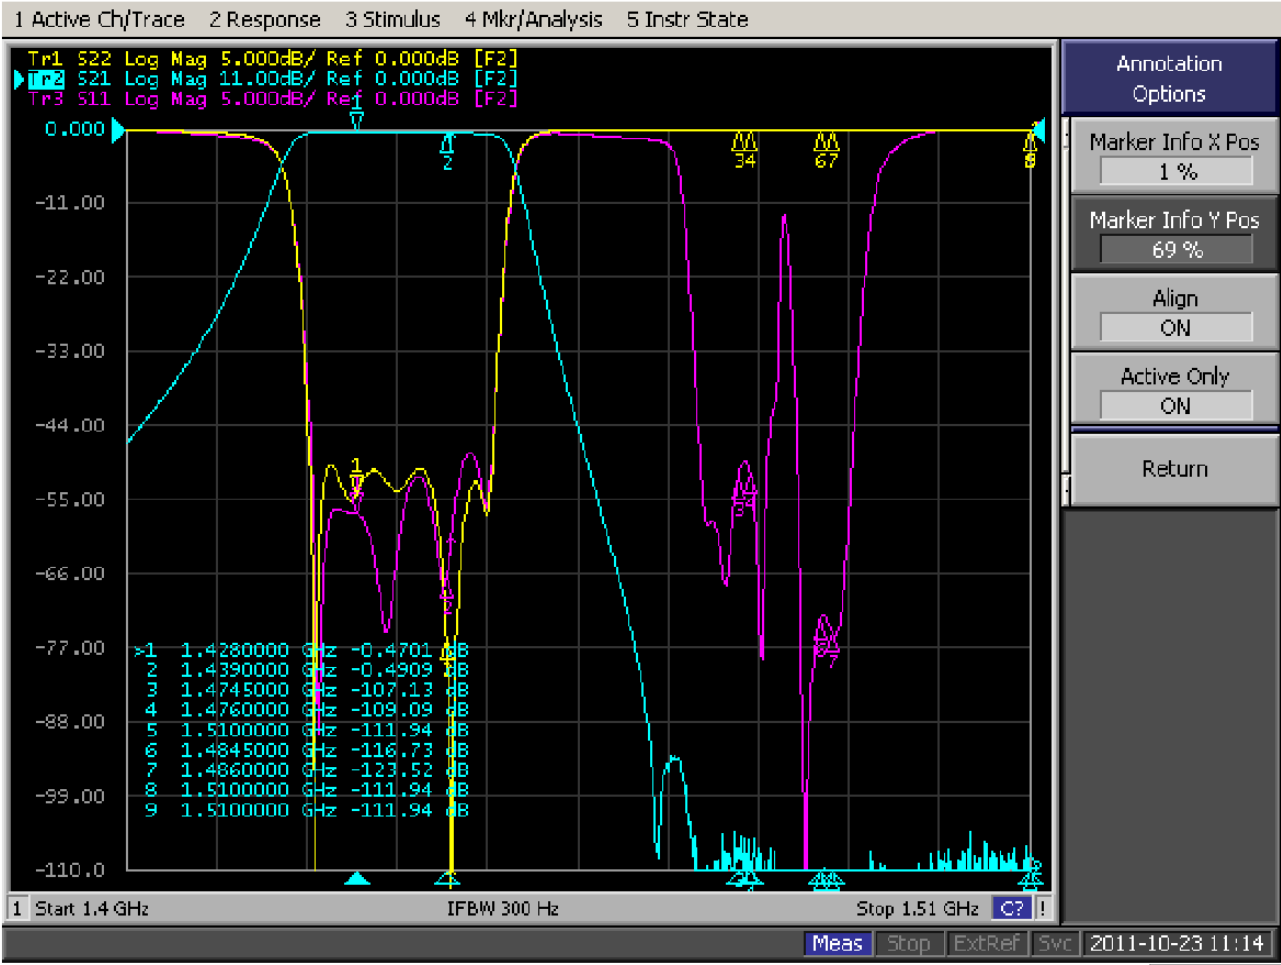 1 Active Ch/Trace 2 Response 3 Stimulus 4 Mkr/Analysis 5 Instr State
Tr1 S22 Log Mag 5.000dB/ Ref 0.000dB [F2]
Tr2 S21 Log Mag 11.00dB/ Ref 0.000dB [F2]
Tr3 S11 Log Mag 5.000dB/ Ref 0.000dB [F2]
1
0.000
2
34
67
-11.00
-22.00
-33.00
-44.00
1
-55.00
-66.00
-77.00
-88.00
-99.00
-110.0
>1 1.4280000 GHz -0.4701 dB
2 1.4390000 GHz -0.4909 dB
3 1.4745000 GHz -107.13 dB
4 1.4760000 GHz -109.09 dB
5 1.5100000 GHz -111.94 dB
6 1.4845000 GHz -116.73 dB
7 1.4860000 GHz -123.52 dB
8 1.5100000 GHz -111.94 dB
9 1.5100000 GHz -111.94 dB
1 Start 1.4 GHz IFBW 300 Hz Stop 1.51 GHz C? !
Annotation
Options
Marker Info X Pos
1 %
Marker Info Y Pos
69 %
Align
ON
Active Only
ON
Return
Meas Stop ExtRef Svc 2011-10-23 11:14